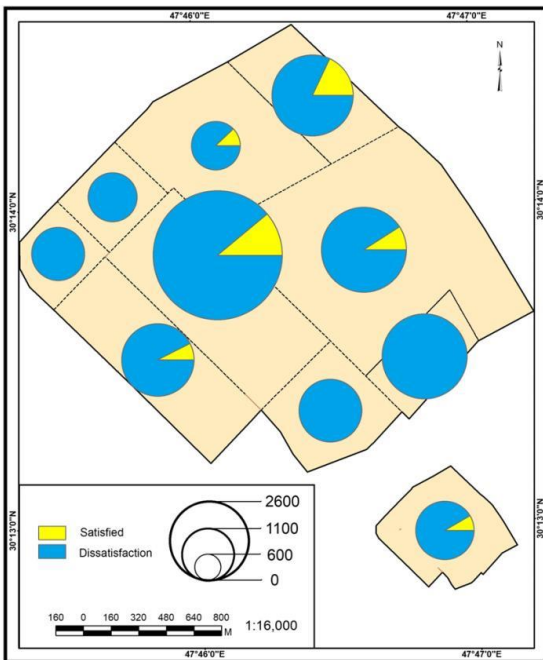 47°46'0"E 47°47'0"E
N
30°14'0"N 30°14'0"N
2600
1100
Satisfied
600
Dissatisfaction
0
160 0 160 320 480 640 800
M
1:16,000
30°13'0"N 30°13'0"N
47°46'0"E 47°47'0"E